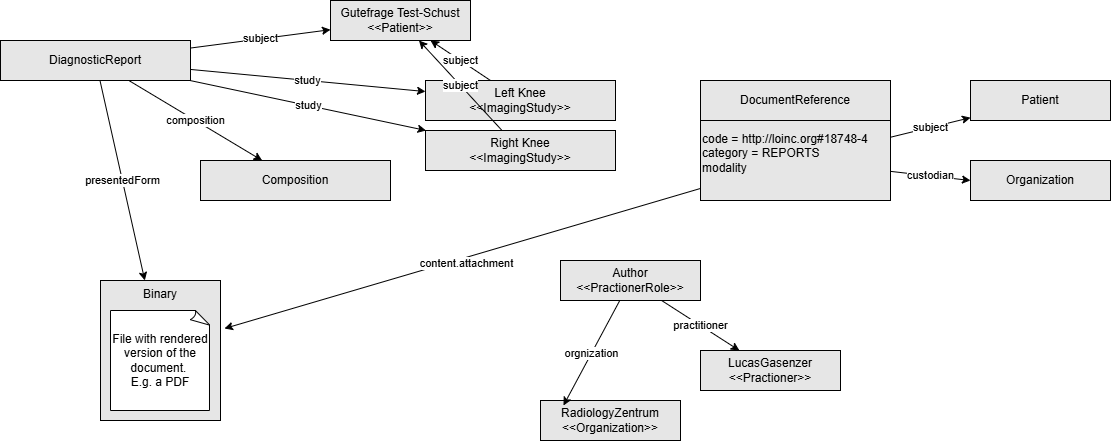 Gutefrage Test-Schust
<<Patient>>
subject
DiagnosticReport
subject
study
Left Knee
<<ImagingStudy>>
subject
study
Right Knee
<<ImagingStudy>>
composition
Composition
presentedForm
DocumentReference
code = http://loinc.org#18748-4
category = REPORTS
modality
Patient
subject
custodian
Organization
content.attachment
Binary
File with rendered
version of the
document.
E.g. a PDF
Author
<<PractionerRole>>
practitioner
orgnization
LucasGasenzer
<<Practioner>>
RadiologyZentrum
<<Organization>>